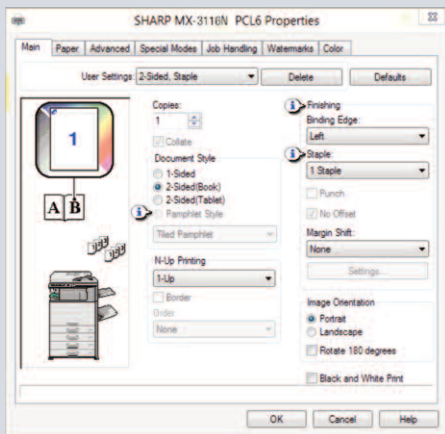 SHARP MX-3116N PCL6 Properties
Main Paper Advanced Special Modes Job Handling Watermarks Color
User Settings: 2-Sided, Staple Delete Defaults
1
A B
Copies:
1
Collate
Document Style
1-Sided
2-Sided(Book)
2-Sided(Tablet)
Pamphlet Style
Tiled Pamphlet
N-Up Printing
1-Up
Border
Order
None
Finishing
Binding Edge:
Left
Staple:
1 Staple
Punch
No Offset
Margin Shift:
None
Settings...
Image Orientation
Portrait
Landscape
Rotate 180 degrees
Black and White Print
OK Cancel Help